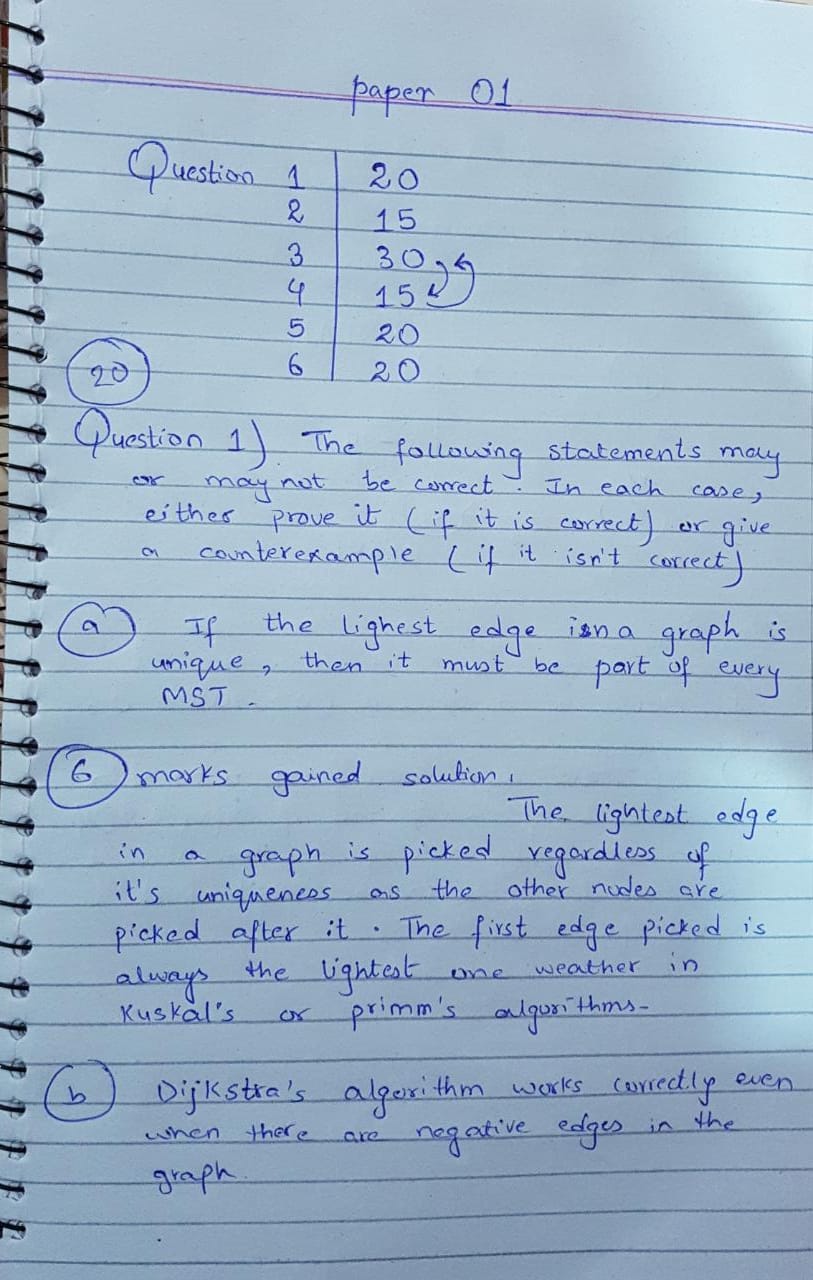 paper 01
Question 1 | 20
2 | 15
3 | 30
4 | 15
5 | 20
6 | 20
20
Question 1) The following statements may
or may not be correct. In each case,
either prove it (if it is correct) or give
a counterexample (if it isn't correct)
a If the lighest edge in a graph is
unique, then it must be part of every
MST.
6 marks gained solution,
The lightest edge
in a graph is picked regardless of
it's uniqueness as the other nodes are
picked after it. The first edge picked is
always the lightest one weather in
Kuskal's or primm's algorithms-
b Dijkstra's algorithm works correctly even
when there are negative edges in the
graph.